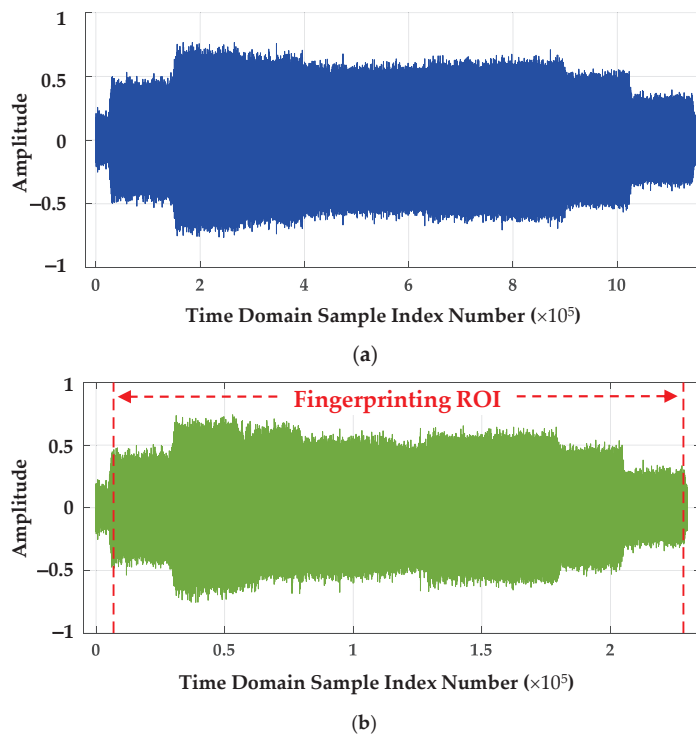 1
0.5
0
−0.5
−1
Amplitude
0 2 4 6 8 10
Time Domain Sample Index Number (×10⁵)
(a)
1
Fingerprinting ROI
0.5
0
−0.5
−1
Amplitude
0 0.5 1 1.5 2
Time Domain Sample Index Number (×10⁵)
(b)